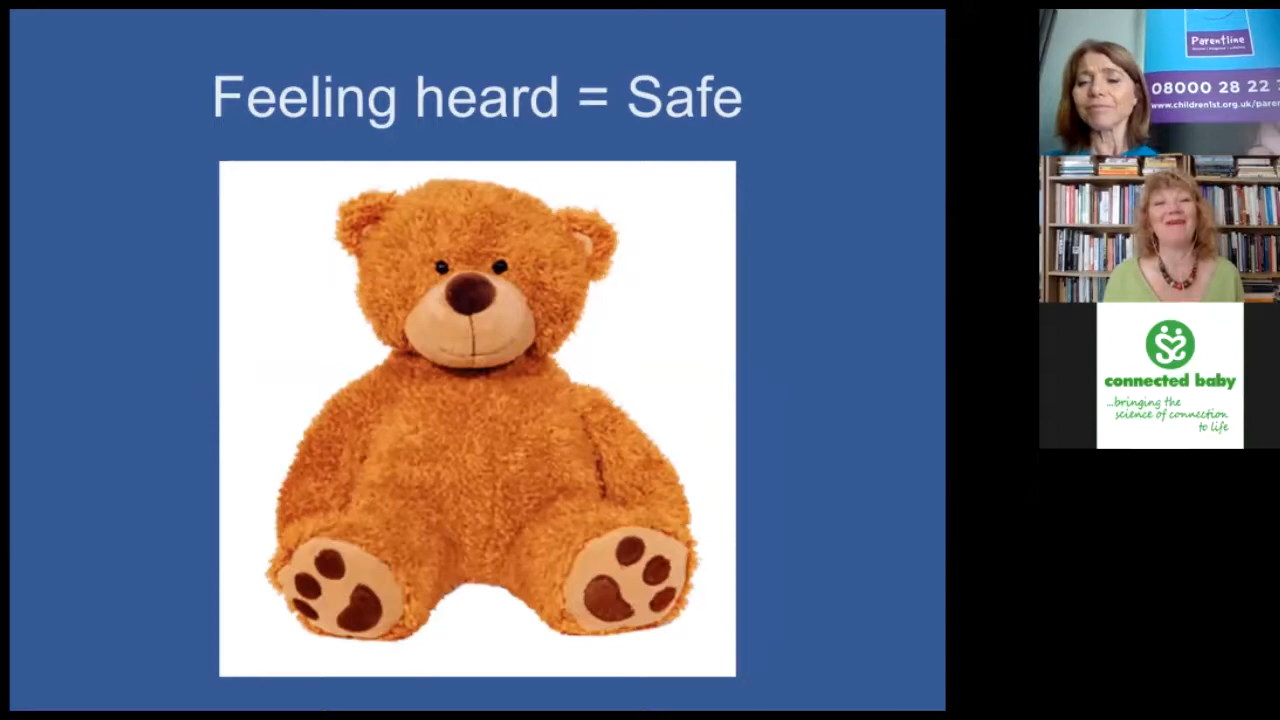 Feeling heard = Safe
Parentline
08000 28 22
www.children1st.org.uk/paren
connected baby
...bringing the
science of connection
to life